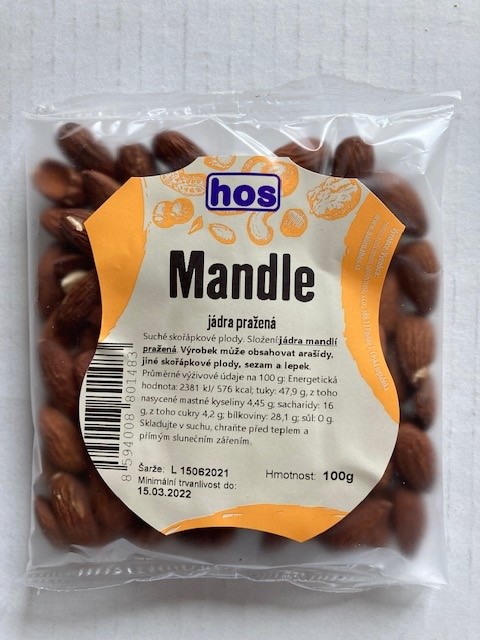 hos
Mandle
jádra pražená
Suché skořápkové plody. Složení: jádra mandlí
pražená. Výrobek může obsahovat arašídy,
jiné skořápkové plody, sezam a lepek.
Průměrné výživové údaje na 100 g: Energetická
hodnota: 2381 kJ/ 576 kcal; tuky: 47,9 g, z toho
nasycené mastné kyseliny 4,45 g; sacharidy: 16
g, z toho cukry 4,2 g; bílkoviny: 28,1 g; sůl: 0 g.
Skladujte v suchu, chraňte před teplem a
přímým slunečním zářením.
8 594008 801483
Šarže: L 15062021
Hmotnost: 100g
Minimální trvanlivost do:
15.03.2022